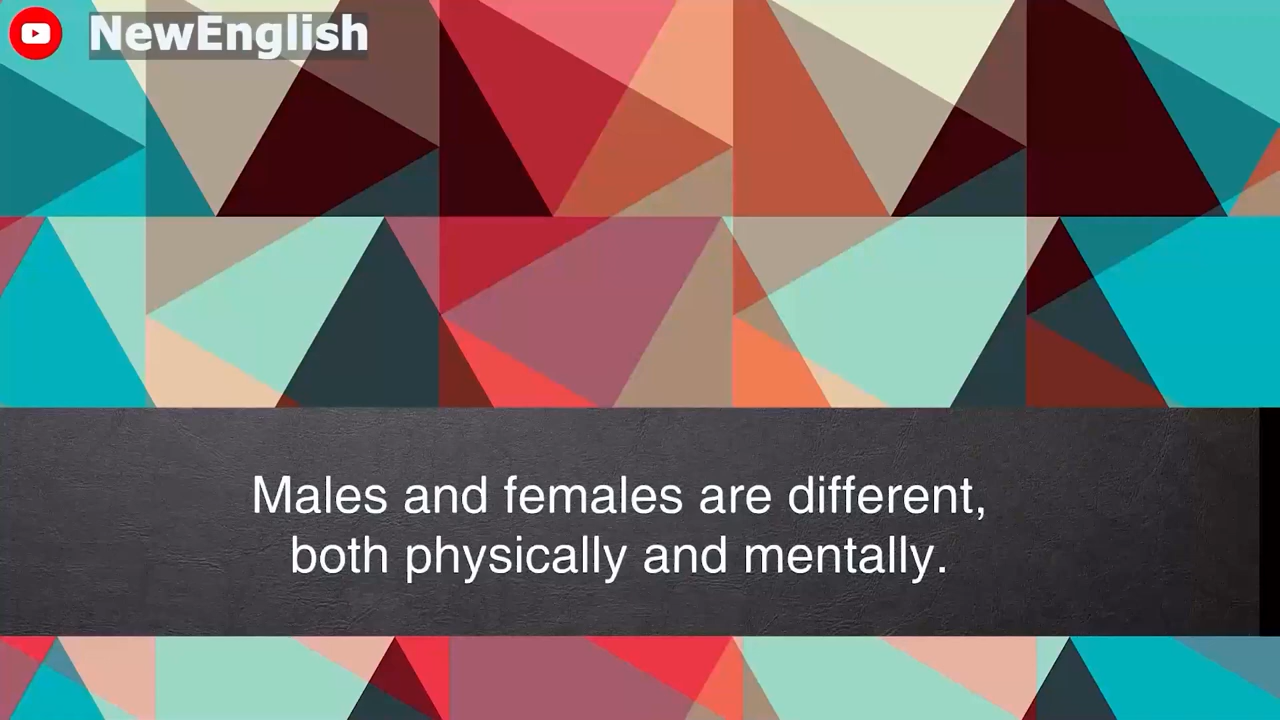 NewEnglish
Males and females are different,
both physically and mentally.